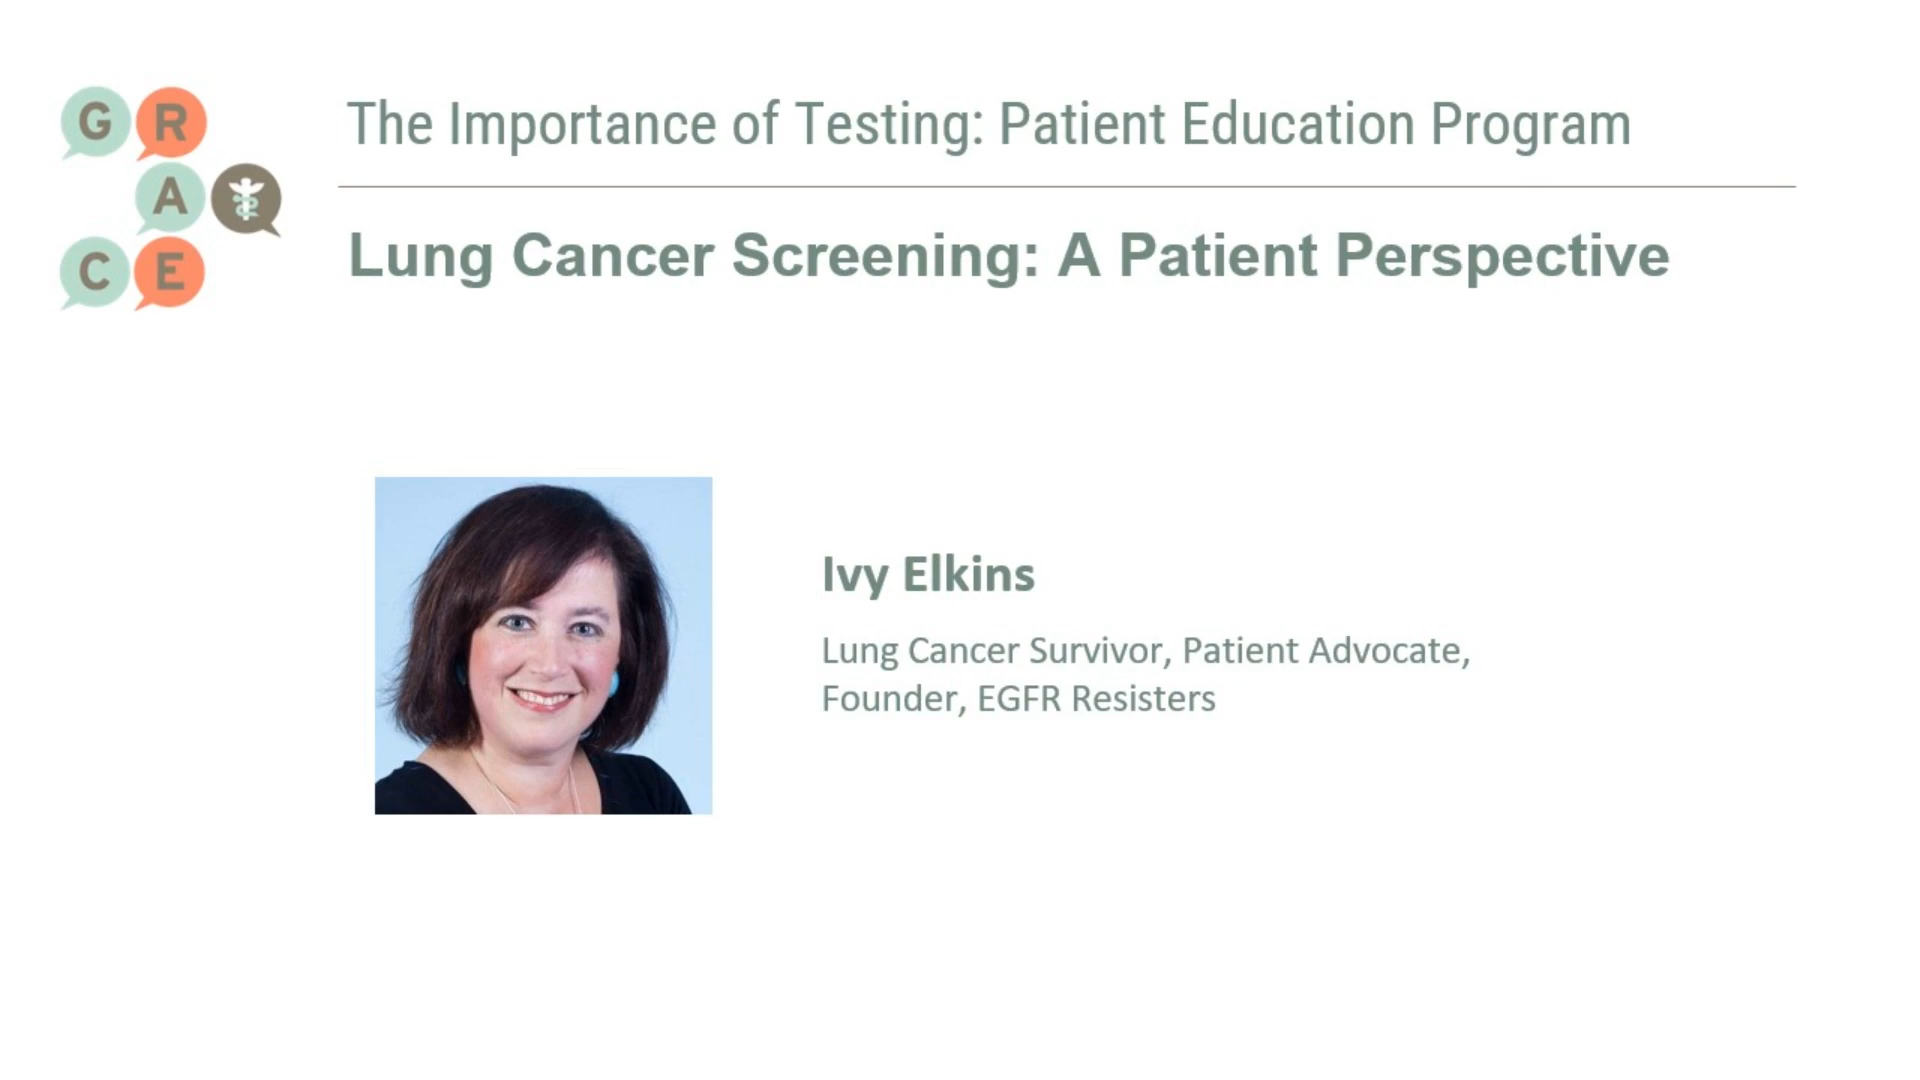 G R
A
C E
The Importance of Testing: Patient Education Program
Lung Cancer Screening: A Patient Perspective
Ivy Elkins
Lung Cancer Survivor, Patient Advocate,
Founder, EGFR Resisters